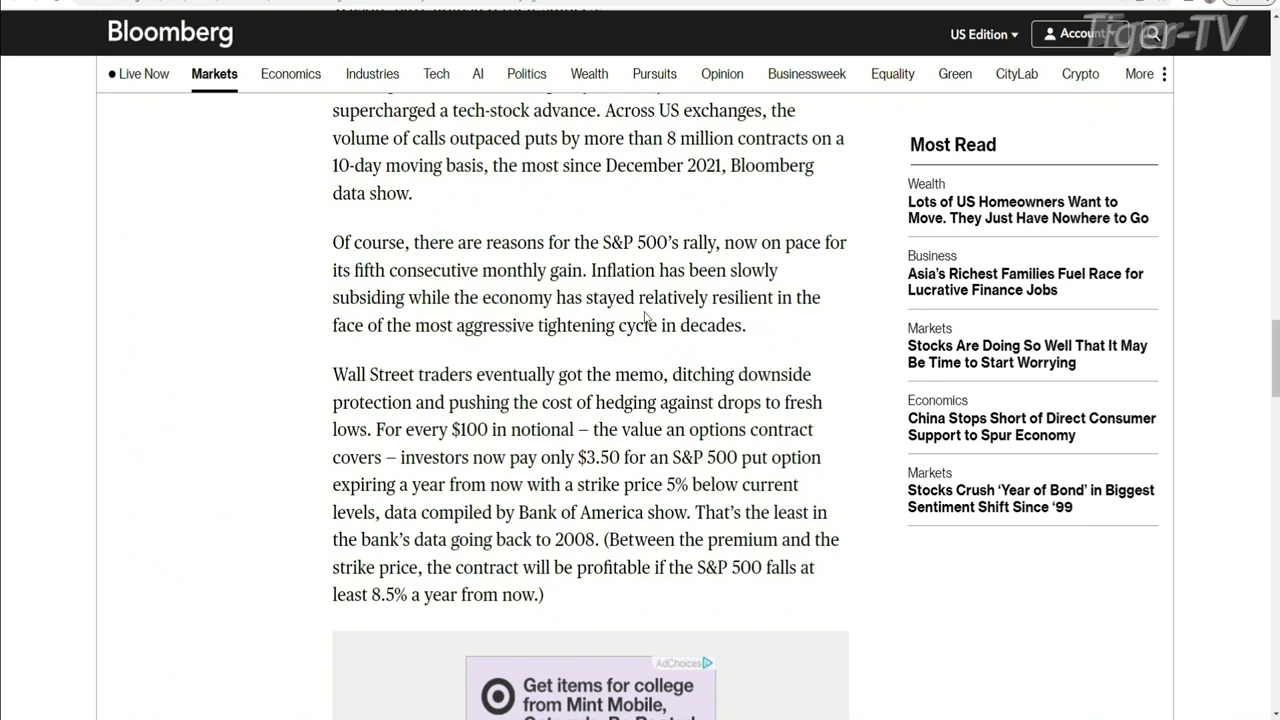 Bloomberg
US Edition
Account
Tiger-TV
Live Now Markets Economics Industries Tech AI Politics Wealth Pursuits Opinion Businessweek Equality Green CityLab Crypto More
supercharged a tech-stock advance. Across US exchanges, the
volume of calls outpaced puts by more than 8 million contracts on a
10-day moving basis, the most since December 2021, Bloomberg
data show.
Of course, there are reasons for the S&P 500's rally, now on pace for
its fifth consecutive monthly gain. Inflation has been slowly
subsiding while the economy has stayed relatively resilient in the
face of the most aggressive tightening cycle in decades.
Wall Street traders eventually got the memo, ditching downside
protection and pushing the cost of hedging against drops to fresh
lows. For every $100 in notional – the value an options contract
covers – investors now pay only $3.50 for an S&P 500 put option
expiring a year from now with a strike price 5% below current
levels, data compiled by Bank of America show. That's the least in
the bank's data going back to 2008. (Between the premium and the
strike price, the contract will be profitable if the S&P 500 falls at
least 8.5% a year from now.)
Most Read
Wealth
Lots of US Homeowners Want to
Move. They Just Have Nowhere to Go
Business
Asia's Richest Families Fuel Race for
Lucrative Finance Jobs
Markets
Stocks Are Doing So Well That It May
Be Time to Start Worrying
Economics
China Stops Short of Direct Consumer
Support to Spur Economy
Markets
Stocks Crush 'Year of Bond' in Biggest
Sentiment Shift Since '99
AdChoices
Get items for college
from Mint Mobile,